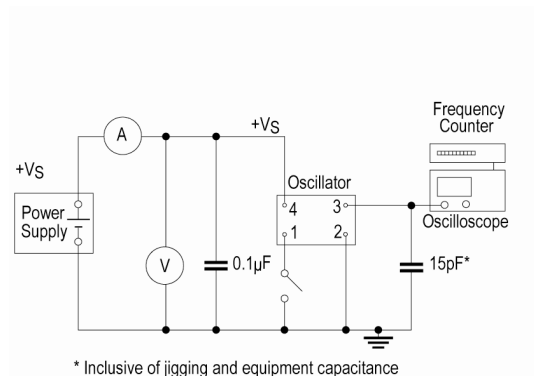 Frequency
Counter
A
+VS
+VS
Oscillator
Power
Supply
4
3
1
2
Oscilloscope
V
0.1µF
15pF*
* Inclusive of jigging and equipment capacitance